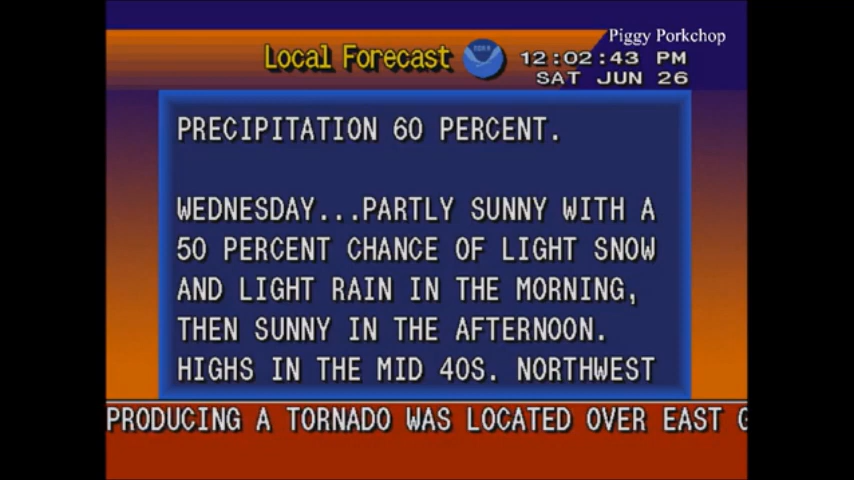 Piggy Porkchop
Local Forecast
NOAA
12:02:43 PM
SAT JUN 26
PRECIPITATION 60 PERCENT.
WEDNESDAY...PARTLY SUNNY WITH A
50 PERCENT CHANCE OF LIGHT SNOW
AND LIGHT RAIN IN THE MORNING,
THEN SUNNY IN THE AFTERNOON.
HIGHS IN THE MID 40S. NORTHWEST
PRODUCING A TORNADO WAS LOCATED OVER EAST